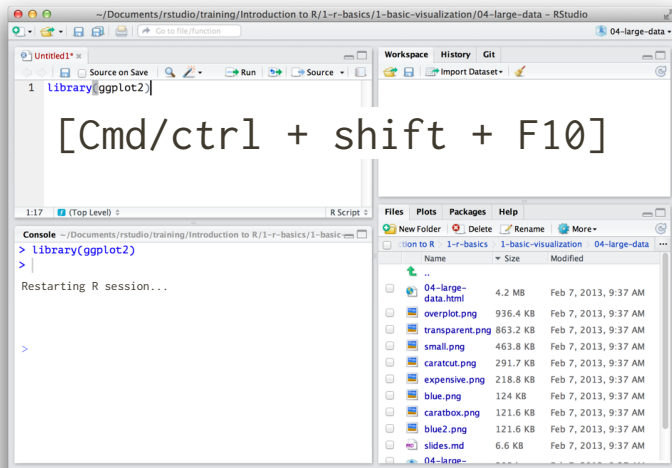 ~/Documents/rstudio/training/Introduction to R/1-r-basics/1-basic-visualization/04-large-data - RStudio
Go to file/function
04-large-data
Untitled1*
Source on Save
Run
Source
1 library(ggplot2)
[Cmd/ctrl + shift + F10]
1:17 (Top Level) R Script
Console ~/Documents/rstudio/training/Introduction to R/1-r-basics/1-basic-
> library(ggplot2)
>
Restarting R session...
>
Workspace History Git
Import Dataset
Files Plots Packages Help
New Folder Delete Rename More
ction to R 1-r-basics 1-basic-visualization 04-large-data ...
Name Size Modified
..
04-large-
data.html 4.2 MB Feb 7, 2013, 9:37 AM
overplot.png 936.4 KB Feb 7, 2013, 9:37 AM
transparent.png 863.2 KB Feb 7, 2013, 9:37 AM
small.png 463.8 KB Feb 7, 2013, 9:37 AM
caratcut.png 291.7 KB Feb 7, 2013, 9:37 AM
expensive.png 218.8 KB Feb 7, 2013, 9:37 AM
blue.png 124 KB Feb 7, 2013, 9:37 AM
caratbox.png 121.6 KB Feb 7, 2013, 9:37 AM
blue2.png 121.6 KB Feb 7, 2013, 9:37 AM
slides.md 6.6 KB Feb 7, 2013, 9:37 AM
04-large-